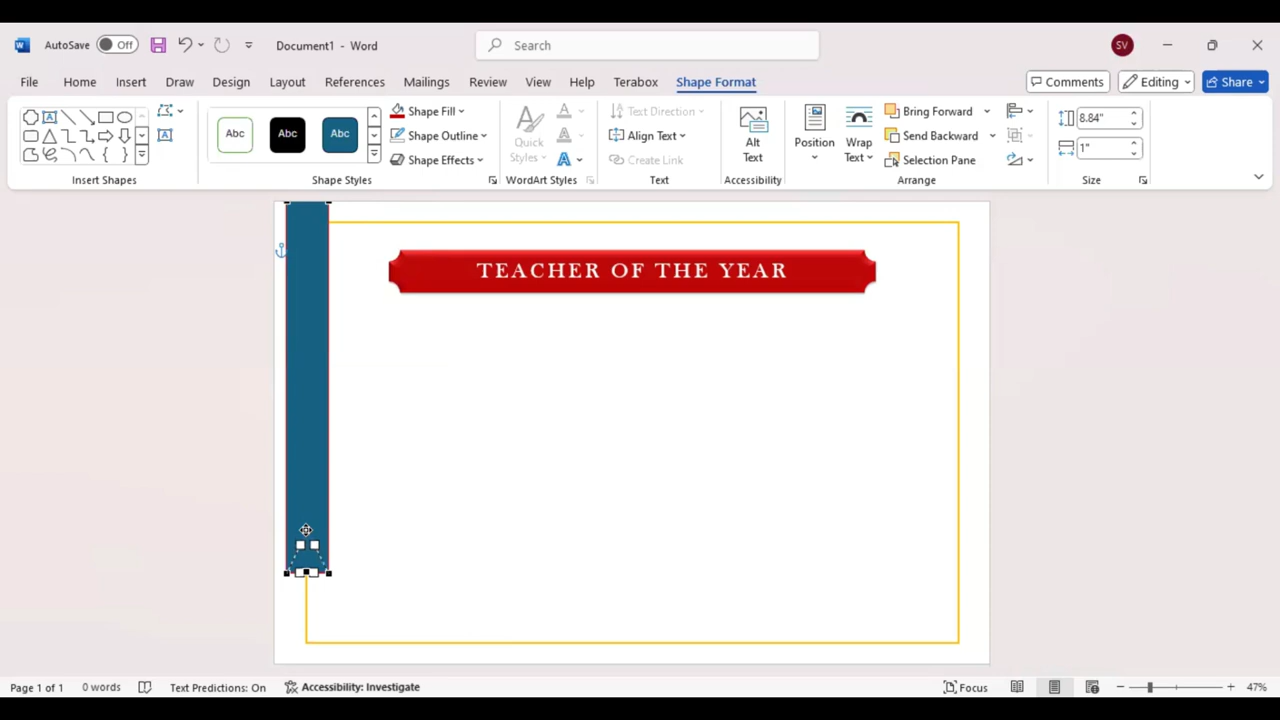 AutoSave Off Document1 - Word Search SV
File Home Insert Draw Design Layout References Mailings Review View Help Terabox Shape Format Comments Editing Share
Abc Abc Abc Shape Fill Shape Outline Shape Effects Quick Styles Text Direction Align Text Create Link Alt Text Position Wrap Text Bring Forward Send Backward Selection Pane 8.84" 1"
Insert Shapes Shape Styles WordArt Styles Text Accessibility Arrange Size
TEACHER OF THE YEAR
Page 1 of 1 0 words Text Predictions: On Accessibility: Investigate Focus 47%